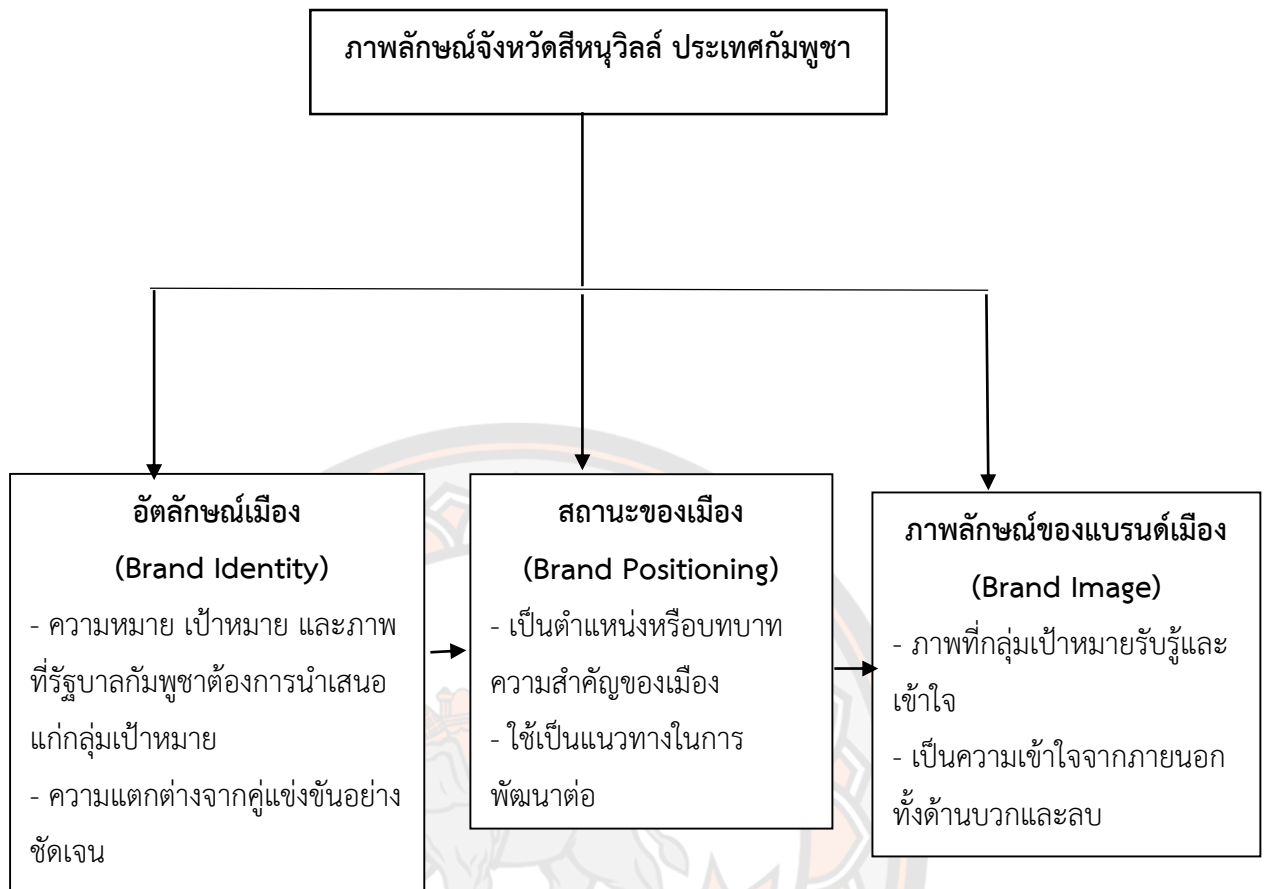 ภาพลักษณ์จังหวัดสีหนุวิลล์ ประเทศกัมพูชา
อัตลักษณ์เมือง
(Brand Identity)
- ความหมาย เป้าหมาย และภาพ
ที่รัฐบาลกัมพูชาต้องการนำเสนอ
แก่กลุ่มเป้าหมาย
- ความแตกต่างจากคู่แข่งขันอย่าง
ชัดเจน
สถานะของเมือง
(Brand Positioning)
- เป็นตำแหน่งหรือบทบาท
ความสำคัญของเมือง
- ใช้เป็นแนวทางในการ
พัฒนาต่อ
ภาพลักษณ์ของแบรนด์เมือง
(Brand Image)
- ภาพที่กลุ่มเป้าหมายรับรู้และ
เข้าใจ
- เป็นความเข้าใจจากภายนอก
ทั้งด้านบวกและลบ